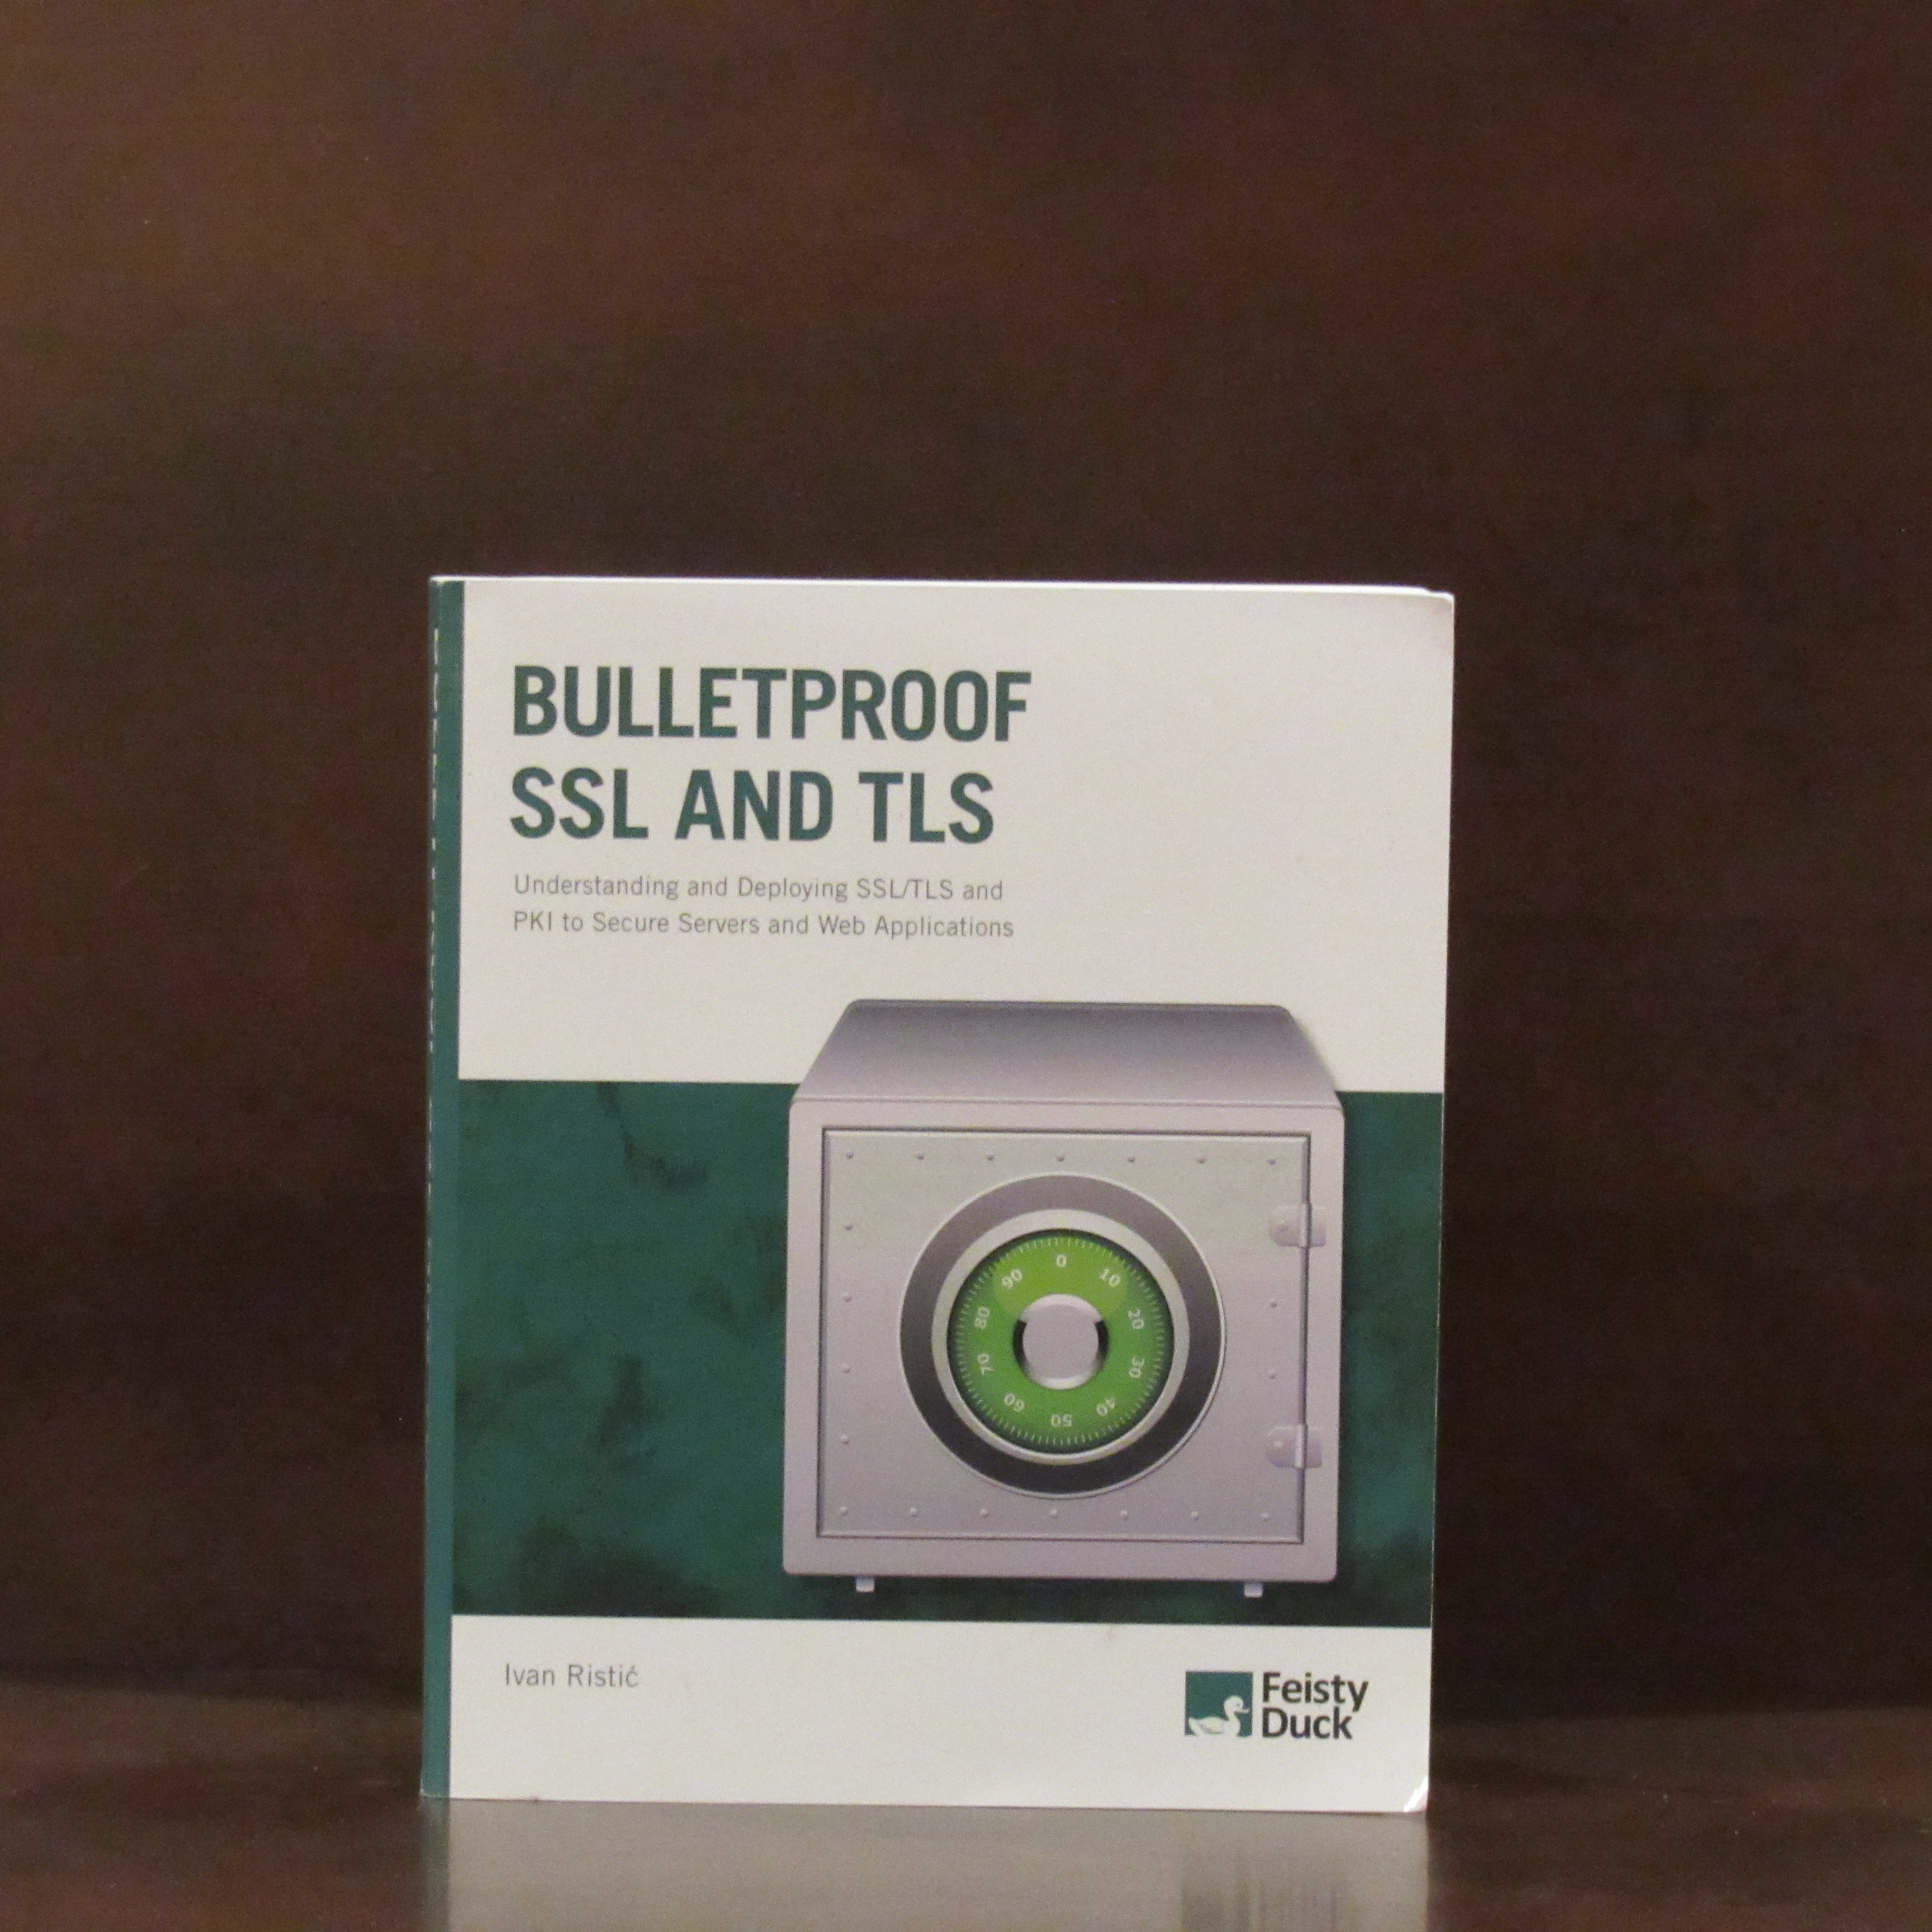 BULLETPROOF
SSL AND TLS
Understanding and Deploying SSL/TLS and
PKI to Secure Servers and Web Applications
0
10
20
30
40
50
60
70
80
90
Ivan Ristić
Feisty
Duck